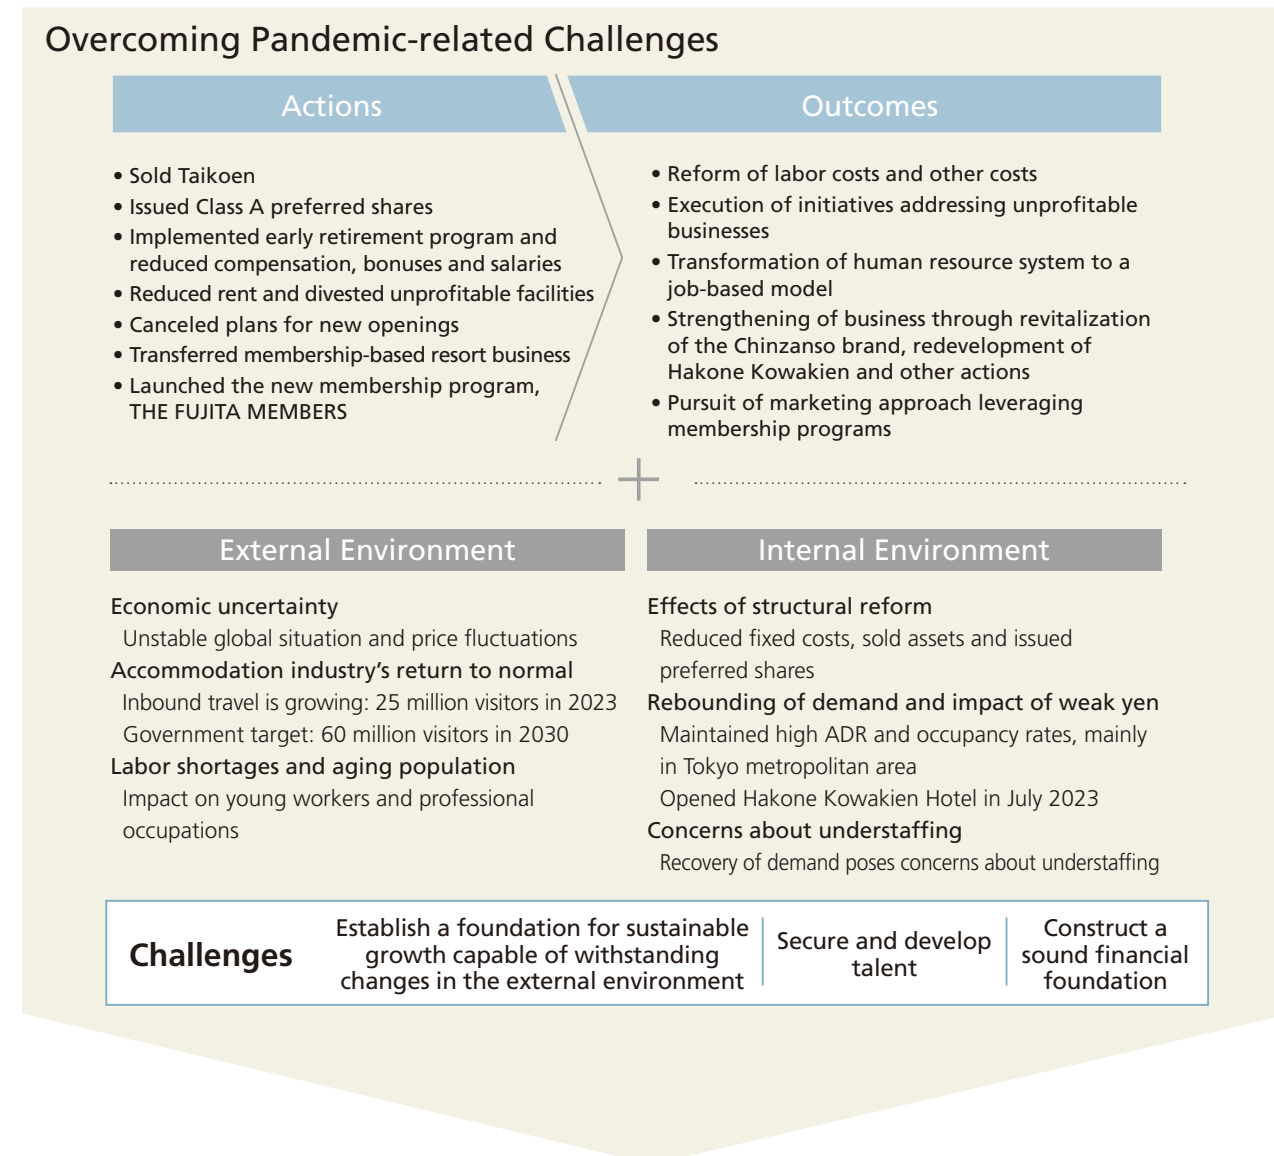 Overcoming Pandemic-related Challenges
Actions
• Sold Taikoen
• Issued Class A preferred shares
• Implemented early retirement program and
reduced compensation, bonuses and salaries
• Reduced rent and divested unprofitable facilities
• Canceled plans for new openings
• Transferred membership-based resort business
• Launched the new membership program,
THE FUJITA MEMBERS
Outcomes
• Reform of labor costs and other costs
• Execution of initiatives addressing unprofitable
businesses
• Transformation of human resource system to a
job-based model
• Strengthening of business through revitalization
of the Chinzanso brand, redevelopment of
Hakone Kowakien and other actions
• Pursuit of marketing approach leveraging
membership programs
External Environment
Economic uncertainty
Unstable global situation and price fluctuations
Accommodation industry’s return to normal
Inbound travel is growing: 25 million visitors in 2023
Government target: 60 million visitors in 2030
Labor shortages and aging population
Impact on young workers and professional
occupations
Internal Environment
Effects of structural reform
Reduced fixed costs, sold assets and issued
preferred shares
Rebounding of demand and impact of weak yen
Maintained high ADR and occupancy rates, mainly
in Tokyo metropolitan area
Opened Hakone Kowakien Hotel in July 2023
Concerns about understaffing
Recovery of demand poses concerns about understaffing
Challenges
Establish a foundation for sustainable
growth capable of withstanding
changes in the external environment
Secure and develop
talent
Construct a
sound financial
foundation